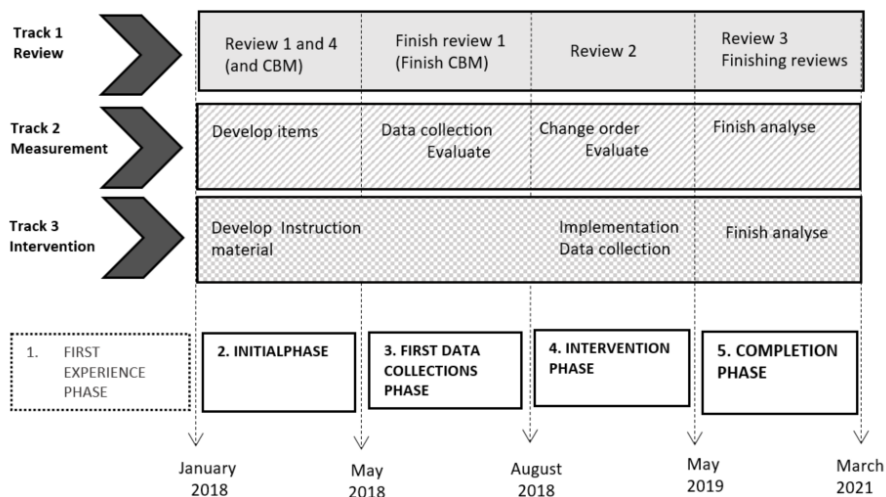 Track 1
Review
Review 1 and 4
(and CBM)
Finish review 1
(Finish CBM)
Review 2
Review 3
Finishing reviews
Track 2
Measurement
Develop items
Data collection
Evaluate
Change order
Evaluate
Finish analyse
Track 3
Intervention
Develop Instruction
material
Implementation
Data collection
Finish analyse
1. FIRST
EXPERIENCE
PHASE
2. INITIALPHASE
3. FIRST DATA
COLLECTIONS
PHASE
4. INTERVENTION
PHASE
5. COMPLETION
PHASE
January
2018
May
2018
August
2018
May
2019
March
2021